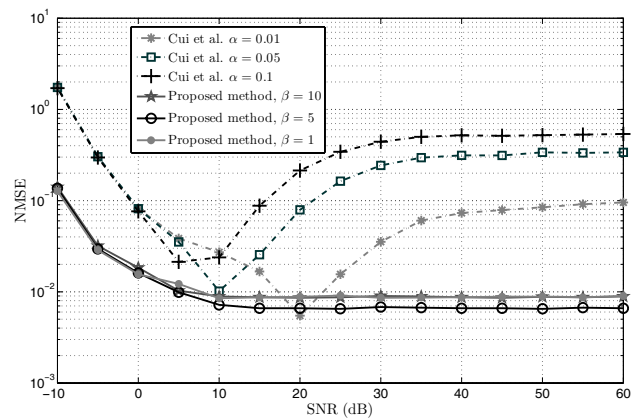 10^1
10^0
10^−1
10^−2
10^−3
NMSE
Cui et al. α = 0.01
Cui et al. α = 0.05
Cui et al. α = 0.1
Proposed method, β = 10
Proposed method, β = 5
Proposed method, β = 1
−10 0 10 20 30 40 50 60
SNR (dB)